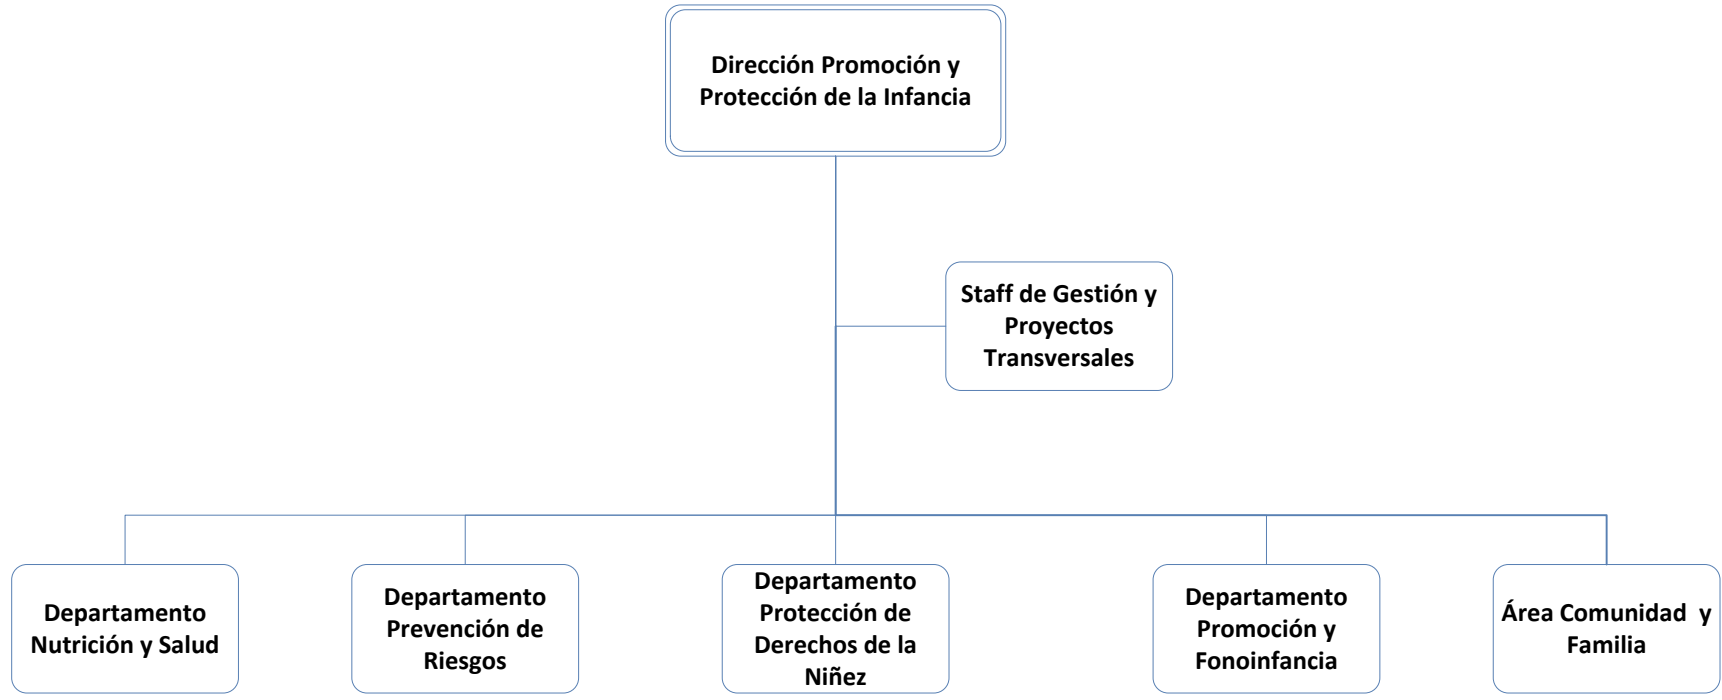 Dirección Promoción y
Protección de la Infancia
Staff de Gestión y
Proyectos
Transversales
Departamento
Nutrición y Salud
Departamento
Prevención de
Riesgos
Departamento
Protección de
Derechos de la
Niñez
Departamento
Promoción y
Fonoinfancia
Área Comunidad  y
Familia